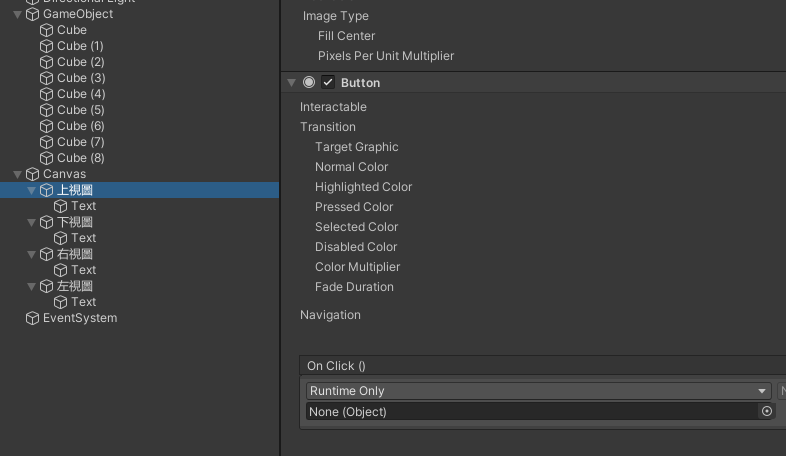 Directional Light
GameObject
Cube
Cube (1)
Cube (2)
Cube (3)
Cube (4)
Cube (5)
Cube (6)
Cube (7)
Cube (8)
Canvas
上視圖
Text
下視圖
Text
右視圖
Text
左視圖
Text
EventSystem
Image Type
Fill Center
Pixels Per Unit Multiplier
Button
Interactable
Transition
Target Graphic
Normal Color
Highlighted Color
Pressed Color
Selected Color
Disabled Color
Color Multiplier
Fade Duration
Navigation
On Click ()
Runtime Only
None (Object)